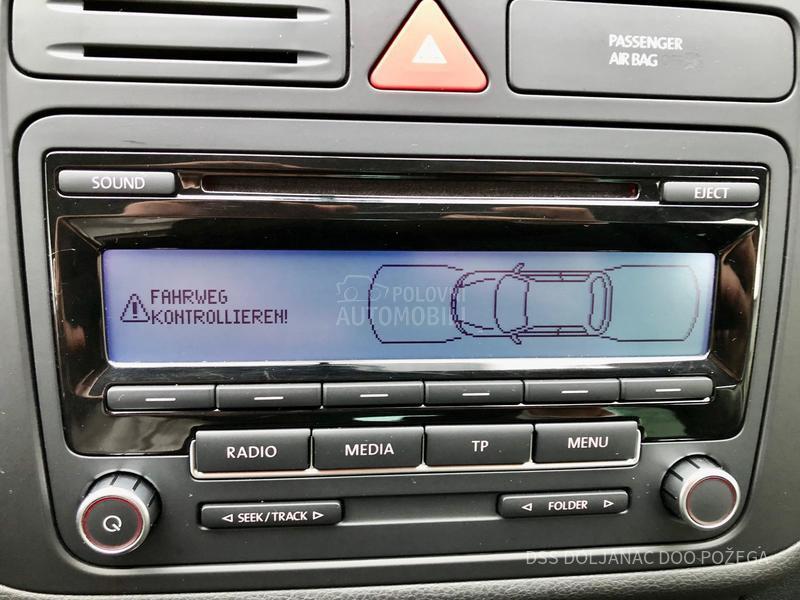 PASSENGER
AIR BAG
SOUND
EJECT
FAHRWEG
KONTROLLIEREN!
POLOVNI
AUTOMOBILI
RADIO
MEDIA
TP
MENU
SEEK/TRACK
FOLDER
DSS DOLJANAC DOO POŽEGA